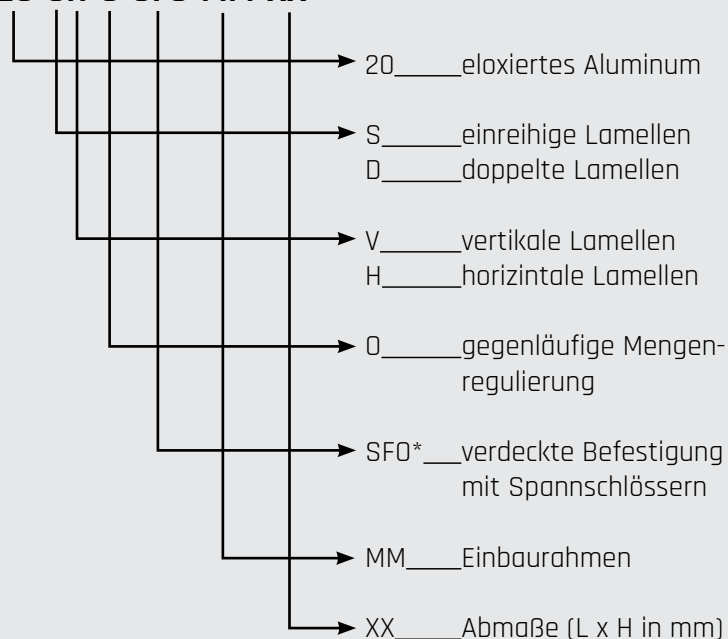 20_____eloxiertes Aluminum
S______einreihige Lamellen
D______doppelte Lamellen
V______vertikale Lamellen
H______horizintale Lamellen
O______gegenläufige Mengen-
regulierung
SFO*___verdeckte Befestigung
mit Spannschlössern
MM____Einbaurahmen
XX_____Abmaße (L x H in mm)